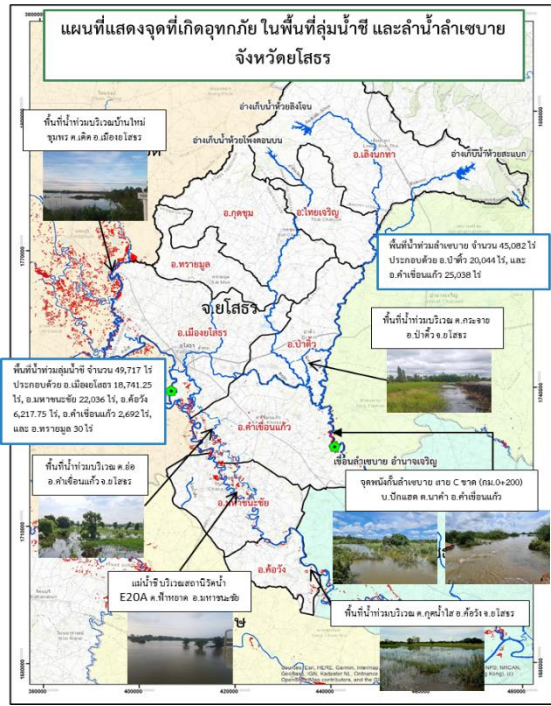 แผนที่แสดงจุดที่เกิดอุทกภัย ในพื้นที่ลุ่มน้ำชี และลำน้ำลำเซบาย
จังหวัดยโสธร
พื้นที่น้ำท่วมบริเวณบ้านใหม่
ชุมพร ต.เดิด อ.เมืองยโสธร
อ่างเก็บน้ำห้วยลิงโจน
อ่างเก็บน้ำห้วยโพง
อ.เลิงนกทา
อ่างเก็บน้ำห้วยสะแบก
อ.กุดชุม
อ.ไทยเจริญ
อ.ทรายมูล
พื้นที่น้ำท่วมลำเซบาย จำนวน 45,082 ไร่
ประกอบด้วย อ.ป่าติ้ว 20,044 ไร่, และ
อ.คำเขื่อนแก้ว 25,038 ไร่
จ.ยโสธร
อ.เมืองยโสธร
อ.ป่าติ้ว
พื้นที่น้ำท่วมบริเวณ ต.กระจาย
อ.ป่าติ้ว จ.ยโสธร
พื้นที่น้ำท่วมลุ่มน้ำชี จำนวน 49,717 ไร่
ประกอบด้วย อ.เมืองยโสธร 18,741.25
ไร่, อ.มหาชนะชัย 22,036 ไร่, อ.ค้อวัง
6,217.75 ไร่, อ.คำเขื่อนแก้ว 2,692 ไร่,
และ อ.ทรายมูล 30 ไร่
อ.คำเขื่อนแก้ว
เขื่อนลำเซบาย อำนาจเจริญ
พื้นที่น้ำท่วมบริเวณ ต.ย่อ
อ.คำเขื่อนแก้ว จ.ยโสธร
จุดพนังกั้นลำเซบาย สาย C ขาด (กม.0+200)
ต.นาคำ อ.คำเขื่อนแก้ว
อ.มหาชนะชัย
อ.ค้อวัง
แม่น้ำชี บริเวณสถานีวัดน้ำ
E20A ต.ฟ้าหยาด อ.มหาชนะชัย
พื้นที่น้ำท่วมบริเวณ ต.กุดน้ำใส อ.ค้อวัง จ.ยโสธร